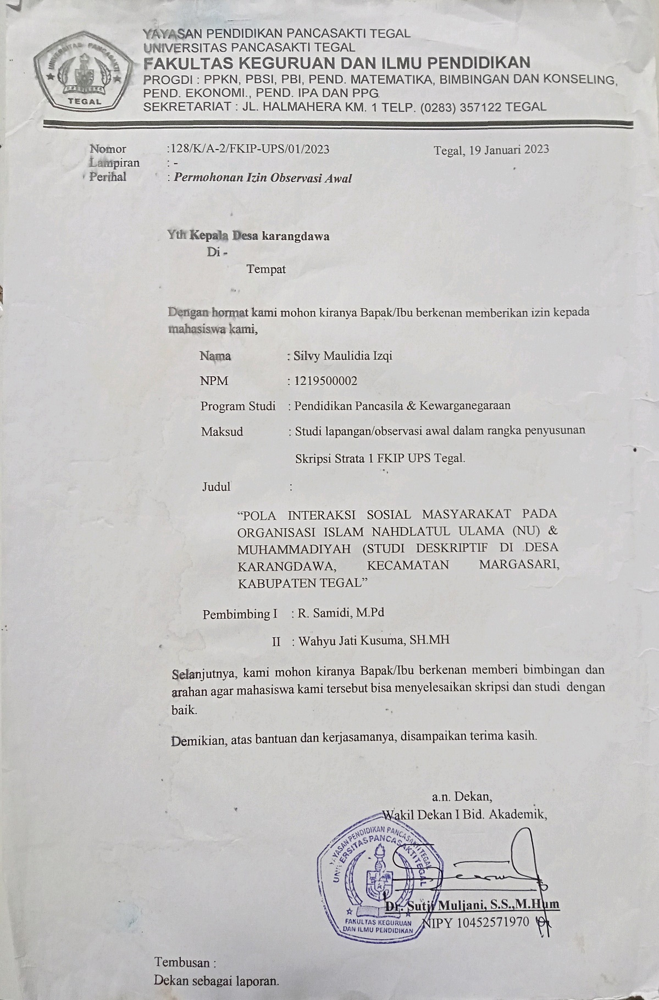 YAYASAN PENDIDIKAN PANCASAKTI TEGAL
UNIVERSITAS PANCASAKTI TEGAL
FAKULTAS KEGURUAN DAN ILMU PENDIDIKAN
PROGDI : PPKN, PBSI, PBI, PEND. MATEMATIKA, BIMBINGAN DAN KONSELING,
PEND. EKONOMI., PEND. IPA DAN PPG
SEKRETARIAT : JL. HALMAHERA KM. 1 TELP. (0283) 357122 TEGAL
UNIVERSITAS PANCASAKTI
TEGAL
Nomor :128/K/A-2/FKIP-UPS/01/2023 Tegal, 19 Januari 2023
Lampiran : -
Perihal : Permohonan Izin Observasi Awal
Yth Kepala Desa karangdawa
Di -
Tempat
Dengan hormat kami mohon kiranya Bapak/Ibu berkenan memberikan izin kepada
mahasiswa kami,
Nama : Silvy Maulidia Izqi
NPM : 1219500002
Program Studi : Pendidikan Pancasila & Kewarganegaraan
Maksud : Studi lapangan/observasi awal dalam rangka penyusunan
Skripsi Strata 1 FKIP UPS Tegal.
Judul :
“POLA INTERAKSI SOSIAL MASYARAKAT PADA
ORGANISASI ISLAM NAHDLATUL ULAMA (NU) &
MUHAMMADIYAH (STUDI DESKRIPTIF DI DESA
KARANGDAWA, KECAMATAN MARGASARI,
KABUPATEN TEGAL”
Pembimbing I : R. Samidi, M.Pd
II : Wahyu Jati Kusuma, SH.MH
Selanjutnya, kami mohon kiranya Bapak/Ibu berkenan memberi bimbingan dan
arahan agar mahasiswa kami tersebut bisa menyelesaikan skripsi dan studi dengan
baik.
Demikian, atas bantuan dan kerjasamanya, disampaikan terima kasih.
a.n. Dekan,
Wakil Dekan I Bid. Akademik,
YAYASAN PENDIDIKAN PANCASAKTI TEGAL
UNIVERSITAS PANCASAKTI TEGAL
FAKULTAS KEGURUAN
DAN ILMU PENDIDIKAN
Dr. Sutji Muljani, S.S.,M.Hum
NIPY 10452571970
Tembusan :
Dekan sebagai laporan.